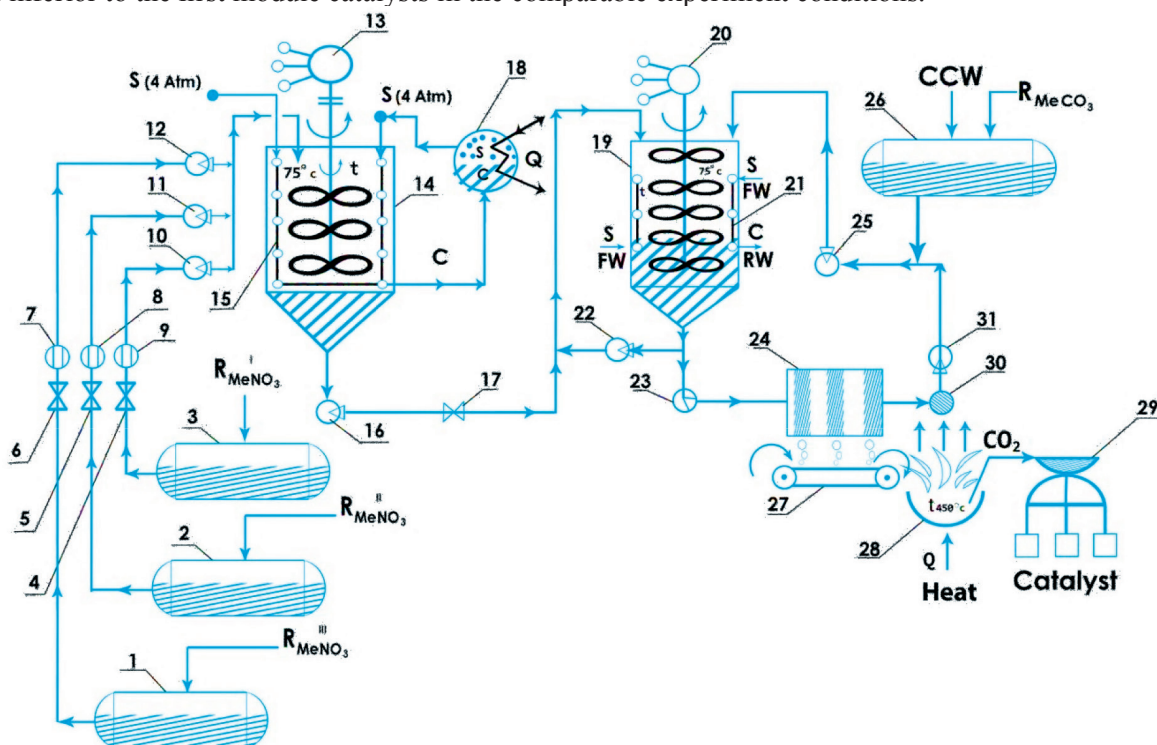 inferior to the first module catalysts in the comparable experiment conditions.
13
20
S (4 Atm)
S (4 Atm)
18
CCW
R MeCO3
26
12
19
75°c
t
S
C
Q
75°c
S
FW
21
14
11
t
10
C
S
FW
C
RW
25
15
7
8
9
22
24
31
R I MeNO3
23
30
17
16
6
3
CO2
29
5
R II MeNO3
27
t450°c
2
28
4
Q
Heat
Catalyst
R III MeNO3
1